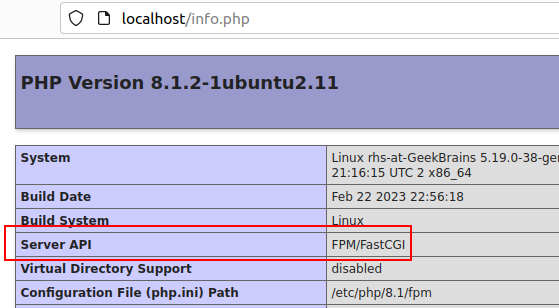 localhost/info.php
PHP Version 8.1.2-1ubuntu2.11
System
Linux rhs-at-GeekBrains 5.19.0-38-ge
21:16:15 UTC 2 x86_64
Build Date
Feb 22 2023 22:56:18
Build System
Linux
Server API
FPM/FastCGI
Virtual Directory Support
disabled
Configuration File (php.ini) Path
/etc/php/8.1/fpm